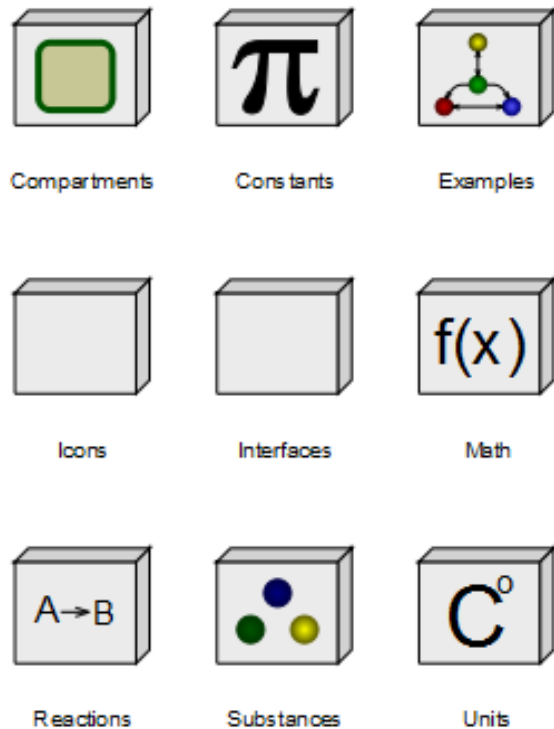 π
Compartments Constants Examples
f(x)
Icons Interfaces Math
A→B C°
Reactions Substances Units